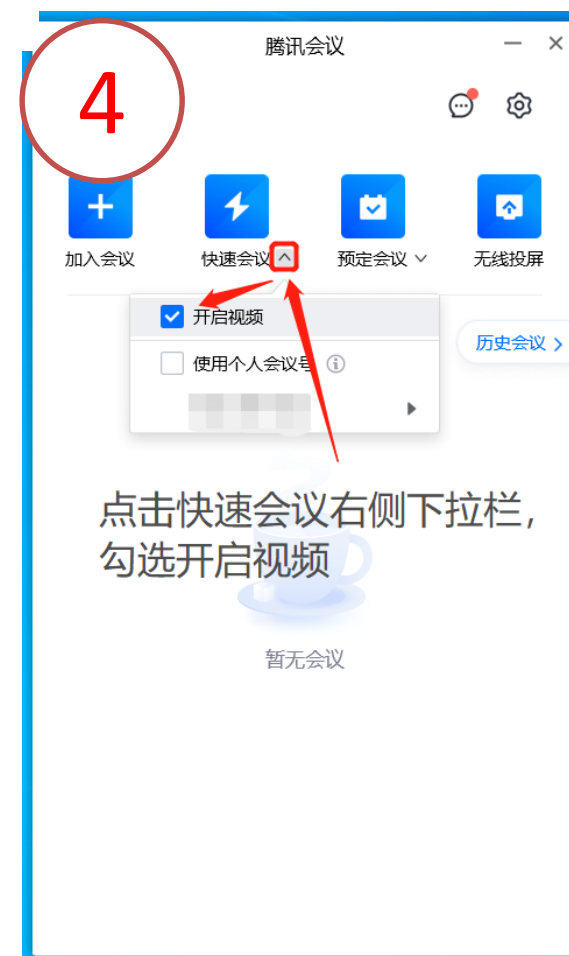 4
腾讯会议
加入会议
快速会议
预定会议
无线投屏
开启视频
历史会议
使用个人会议号
点击快速会议右侧下拉栏，
勾选开启视频
暂无会议